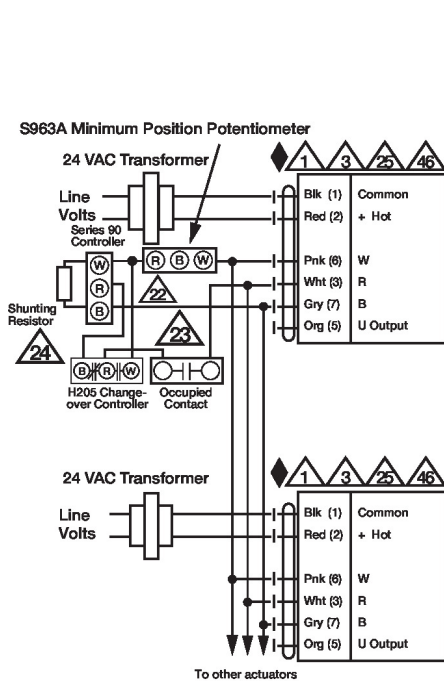 S963A Minimum Position Potentiometer
24 VAC Transformer
1 3 25 46
Line
Volts
Blk (1) Common
Red (2) + Hot
Series 90
Controller
W
R
B
R B W
Pnk (6) W
Wht (3) R
Gry (7) B
Org (5) U Output
22
23
Shunting
Resistor
24
B R W
H205 Change-
over Controller
Occupied
Contact
24 VAC Transformer
1 3 25 46
Line
Volts
Blk (1) Common
Red (2) + Hot
Pnk (6) W
Wht (3) R
Gry (7) B
Org (5) U Output
To other actuators